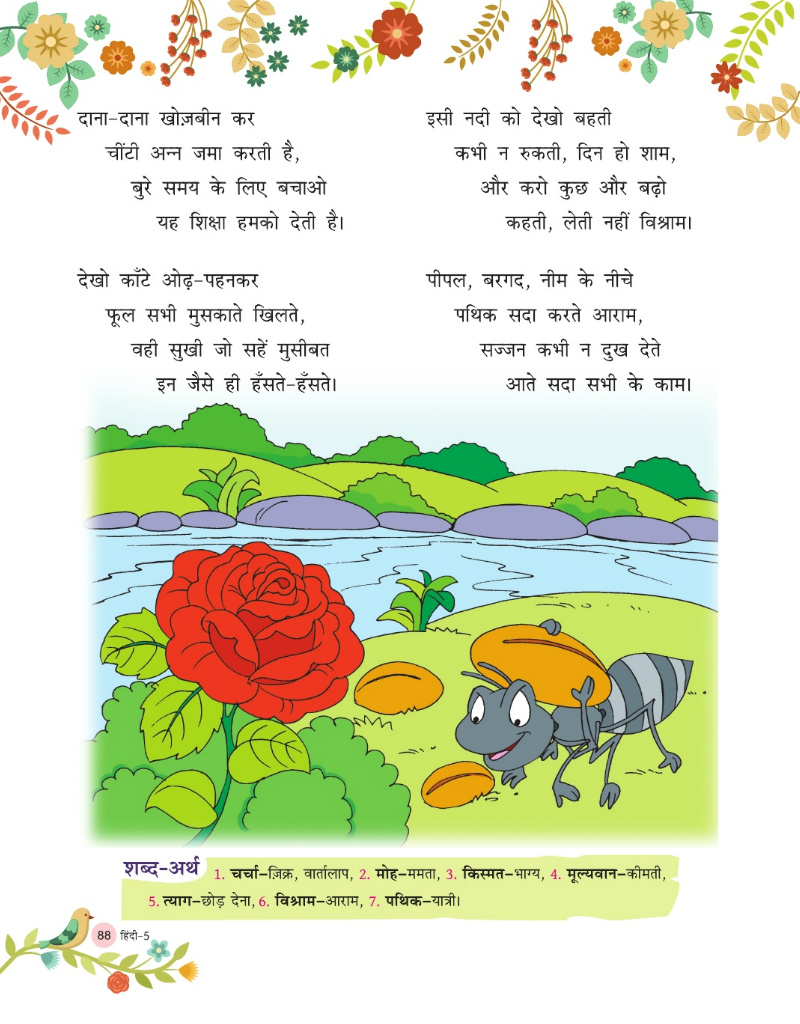 दाना-दाना खोज़बीन कर
चींटी अन्न जमा करती है,
बुरे समय के लिए बचाओ
यह शिक्षा हमको देती है।
देखो काँटे ओढ़-पहनकर
फूल सभी मुसकाते खिलते,
वही सुखी जो सहें मुसीबत
इन जैसे ही हँसते-हँसते।
इसी नदी को देखो बहती
कभी न रुकती, दिन हो शाम,
और करो कुछ और बढ़ो
कहती, लेती नहीं विश्राम।
पीपल, बरगद, नीम के नीचे
पथिक सदा करते आराम,
सज्जन कभी न दुख देते
आते सदा सभी के काम।
शब्द-अर्थ
1. चर्चा–ज़िक्र, वार्तालाप, 2. मोह–ममता, 3. किस्मत–भाग्य, 4. मूल्यवान–कीमती,
5. त्याग–छोड़ देना, 6. विश्राम–आराम, 7. पथिक–यात्री।
88 हिंदी-5